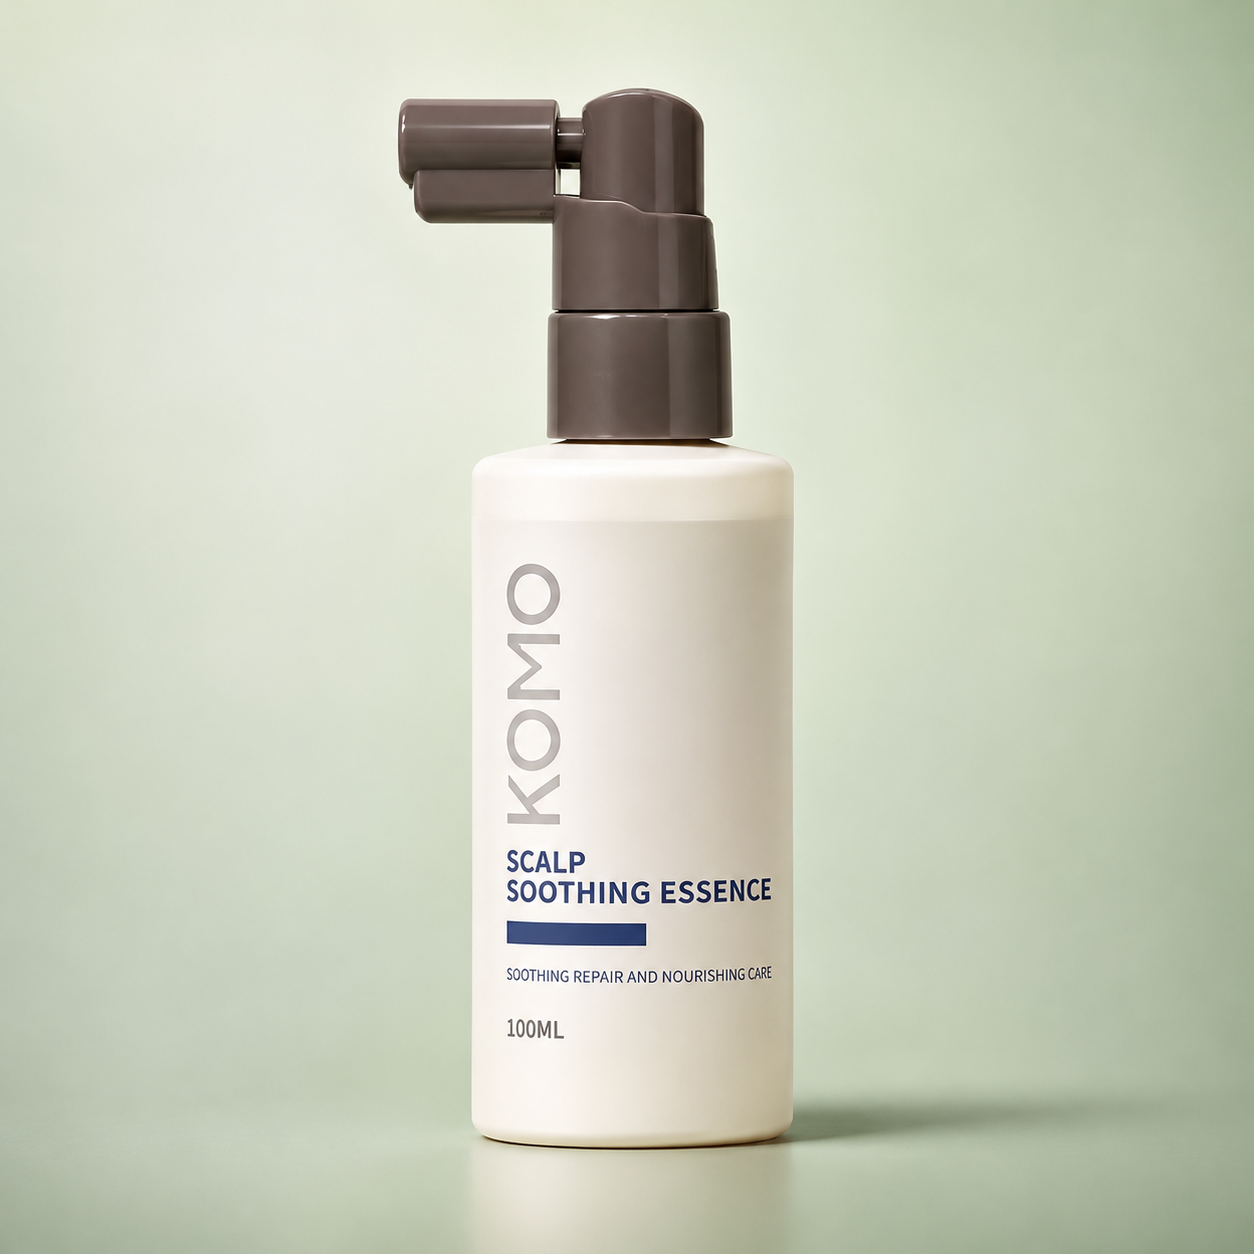 KOMO
SCALP
SOOTHING ESSENCE
SOOTHING REPAIR AND NOURISHING CARE
100ML